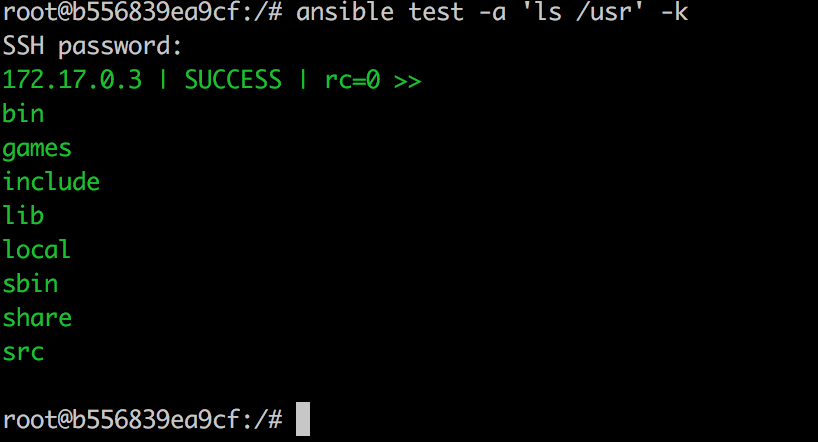 root@b556839ea9cf:/# ansible test -a 'ls /usr' -k
SSH password:
172.17.0.3 | SUCCESS | rc=0 >>
bin
games
include
lib
local
sbin
share
src
root@b556839ea9cf:/#